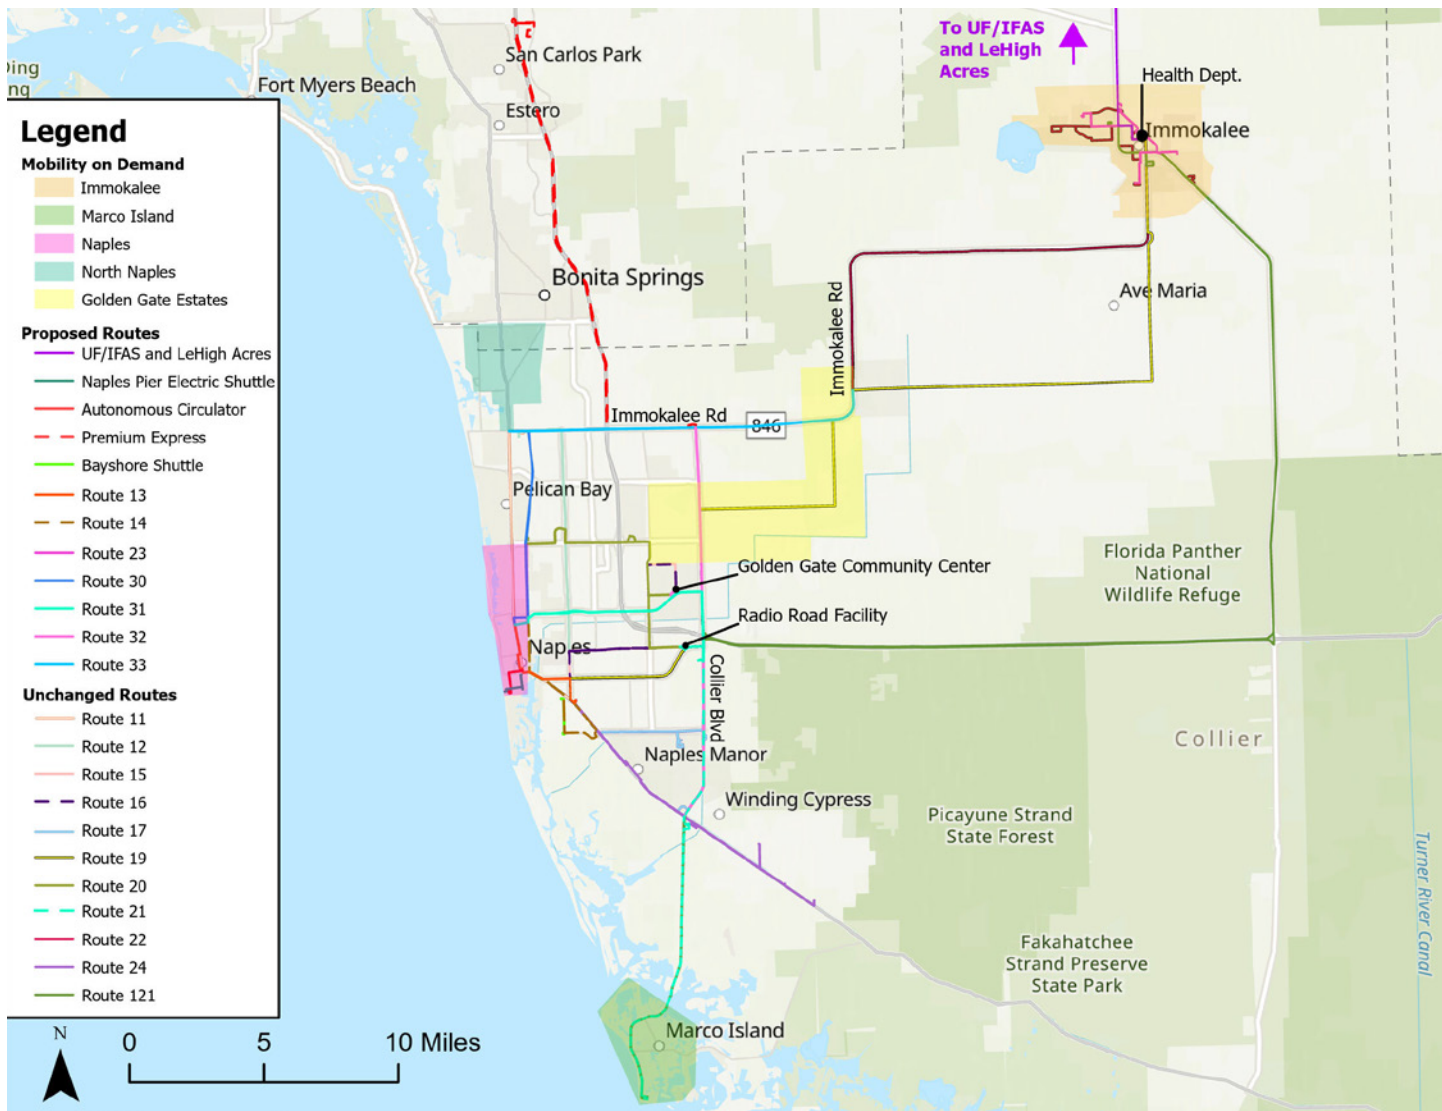 To UF/IFAS
and LeHigh
Acres
San Carlos Park
Health Dept.
Fort Myers Beach
Estero
Immokalee
Legend
Mobility on Demand
Immokalee
Marco Island
Naples
North Naples
Golden Gate Estates
Proposed Routes
UF/IFAS and LeHigh Acres
Naples Pier Electric Shuttle
Autonomous Circulator
Premium Express
Bayshore Shuttle
Route 13
Route 14
Route 23
Route 30
Route 31
Route 32
Route 33
Unchanged Routes
Route 11
Route 12
Route 15
Route 16
Route 17
Route 19
Route 20
Route 21
Route 22
Route 24
Route 121
Bonita Springs
Ave Maria
Immokalee Rd
Immokalee Rd
846
Pelican Bay
Golden Gate Community Center
Radio Road Facility
Florida Panther
National
Wildlife Refuge
Naples
Collier Blvd
Collier
Naples Manor
Winding Cypress
Picayune Strand
State Forest
Turner River Canal
Fakahatchee
Strand Preserve
State Park
Marco Island
N
0 5 10 Miles